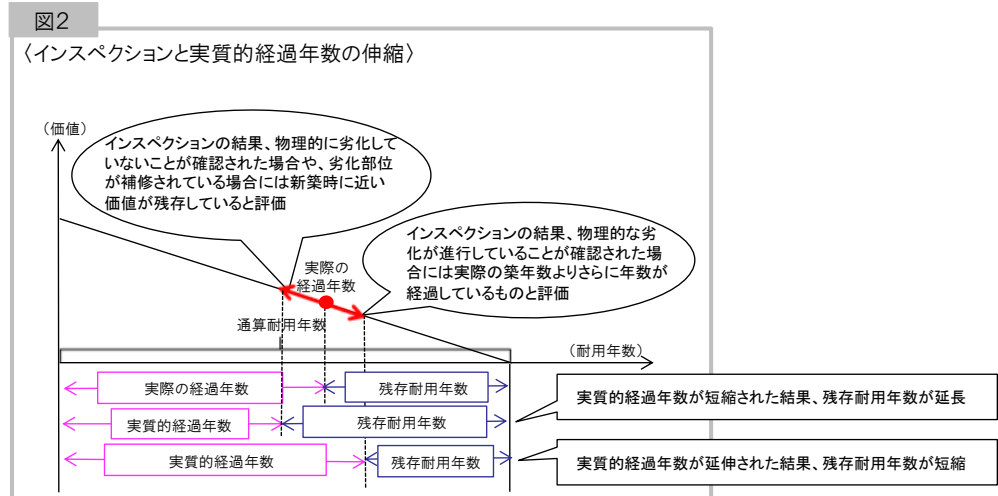 図2
〈インスペクションと実質的経過年数の伸縮〉
（価値）
インスペクションの結果、物理的に劣化して
いないことが確認された場合や、劣化部位
が補修されている場合には新築時に近い
価値が残存していると評価
インスペクションの結果、物理的な劣
化が進行していることが確認された場
合には実際の築年数よりさらに年数が
経過しているものと評価
実際の
経過年数
通算耐用年数
（耐用年数）
実際の経過年数
残存耐用年数
実質的経過年数が短縮された結果、残存耐用年数が延長
実質的経過年数
残存耐用年数
実質的経過年数
残存耐用年数
実質的経過年数が延伸された結果、残存耐用年数が短縮